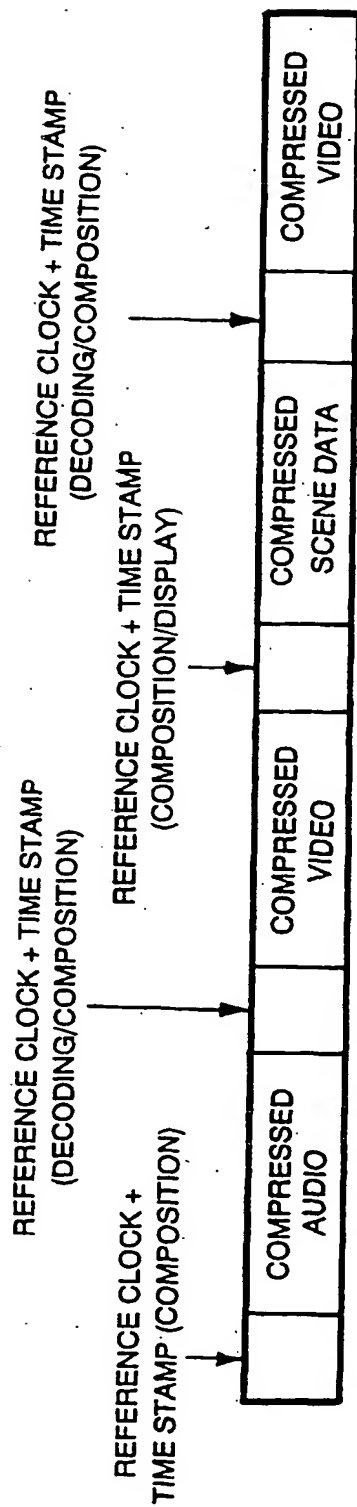 REFERENCE CLOCK +
TIME STAMP (COMPOSITION)
REFERENCE CLOCK + TIME STAMP
(DECODING/COMPOSITION)
REFERENCE CLOCK + TIME STAMP
(COMPOSITION/DISPLAY)
REFERENCE CLOCK + TIME STAMP
(DECODING/COMPOSITION)
COMPRESSED
AUDIO
COMPRESSED
VIDEO
COMPRESSED
SCENE DATA
COMPRESSED
VIDEO